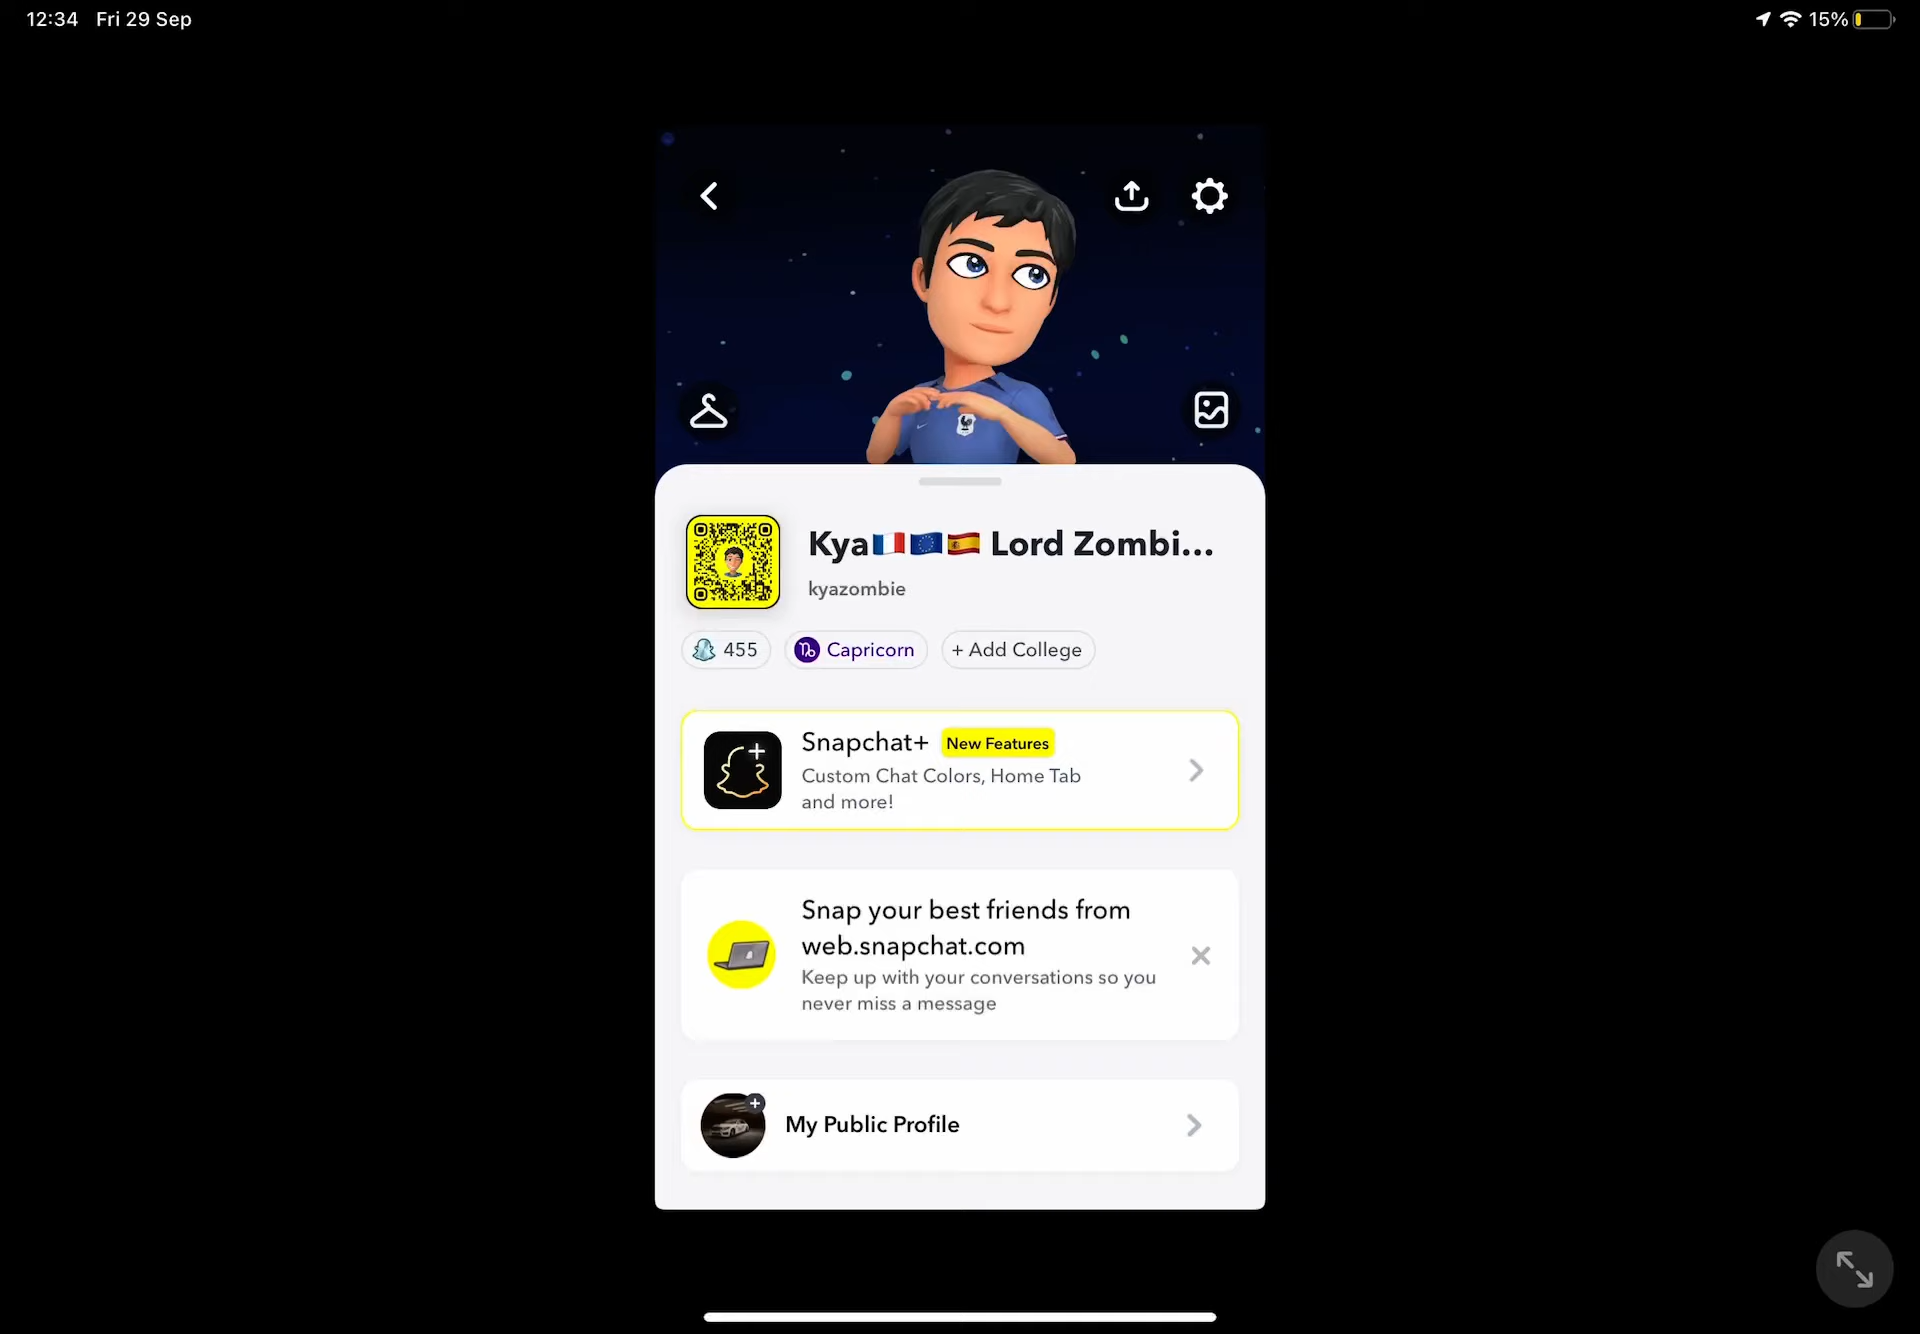 12:34 Fri 29 Sep 15%
Kya🇫🇷🇪🇺🇪🇸 Lord Zombi...
kyazombie
455 Capricorn + Add College
Snapchat+ New Features
Custom Chat Colors, Home Tab
and more!
Snap your best friends from
web.snapchat.com
Keep up with your conversations so you
never miss a message
My Public Profile